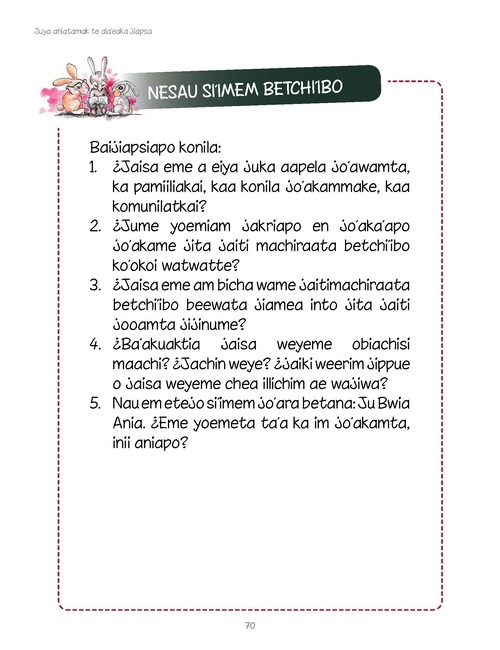 Juya aniatamak te ala'eaka jiapsa
NESAU SI'IMEM BETCHI'IBO
Baijiapsiapo konila:
1. ¿Jaisa eme a eiya juka aapela jo'awamta,
ka pamiiliakai, kaa konila jo'akammake, kaa
komunilatkai?
2. ¿Jume yoemiam jakriapo en jo'aka'apo
jo'akame jita jaiti machiraata betchi'ibo
ko'okoi watwatte?
3. ¿Jaisa eme am bicha wame jaitimachiraata
betchi'ibo beewata jiamea into jita jaiti
jooamta jijinume?
4. ¿Ba'akuaktia jaisa weyeme obiachisi
maachi? ¿Jachin weye? ¿jaiki weerim jippue
o jaisa weyeme chea illichim ae wajiwa?
5. Nau em etejo si'imem jo'ara betana: Ju Bwia
Ania. ¿Eme yoemeta ta'a ka im jo'akamta,
inii aniapo?
70